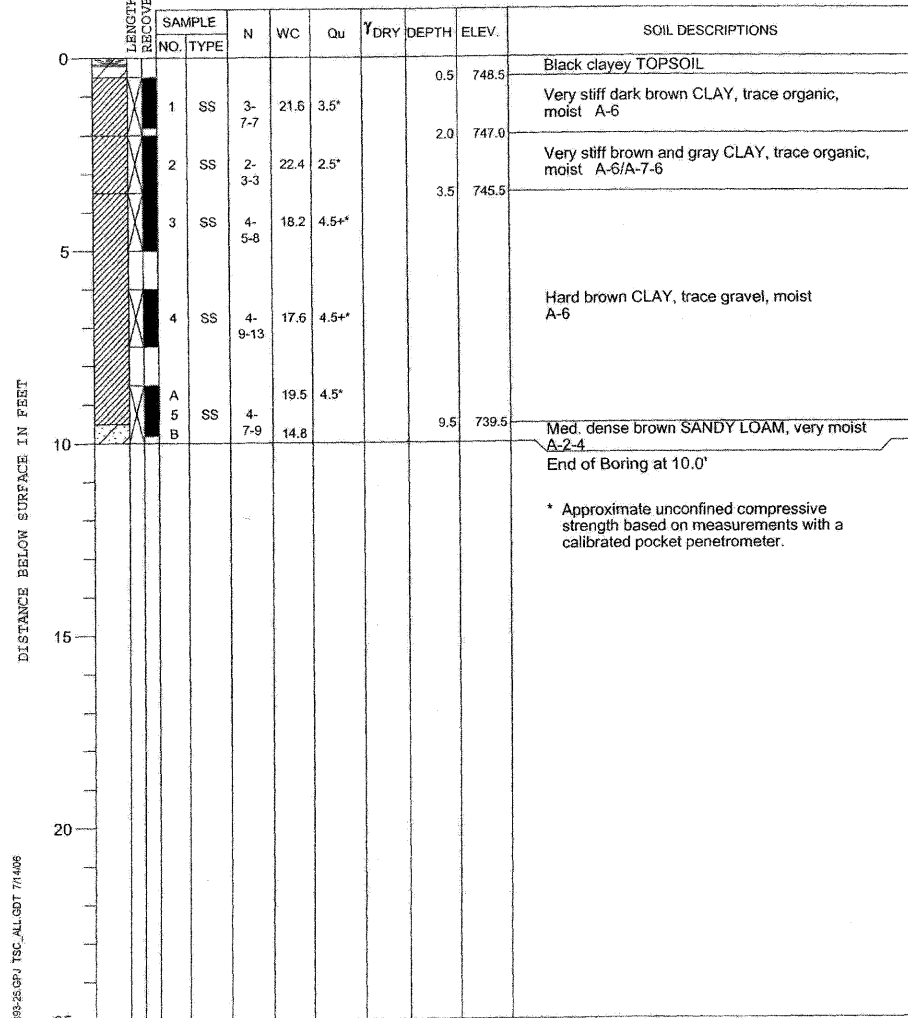 LENGTH
RECOVE
SAMPLE
NO. TYPE N WC Qu γDRY DEPTH ELEV. SOIL DESCRIPTIONS
0
Black clayey TOPSOIL
0.5 748.5
1 SS 3- 21.6 3.5* Very stiff dark brown CLAY, trace organic,
7-7 moist A-6
2.0 747.0
2 SS 2- 22.4 2.5* Very stiff brown and gray CLAY, trace organic,
3-3 moist A-6/A-7-6
3.5 745.5
3 SS 4- 18.2 4.5+*
5-8
5
Hard brown CLAY, trace gravel, moist
4 SS 4- 17.6 4.5+* A-6
9-13
A 19.5 4.5*
5 SS 4-
9.5 739.5
B 7-9 14.8 Med. dense brown SANDY LOAM, very moist
10 A-2-4
End of Boring at 10.0'
* Approximate unconfined compressive
strength based on measurements with a
calibrated pocket penetrometer.
15
20
DISTANCE BELOW SURFACE IN FEET
93-25.GPJ TSC_ALL.GDT 7/14/06